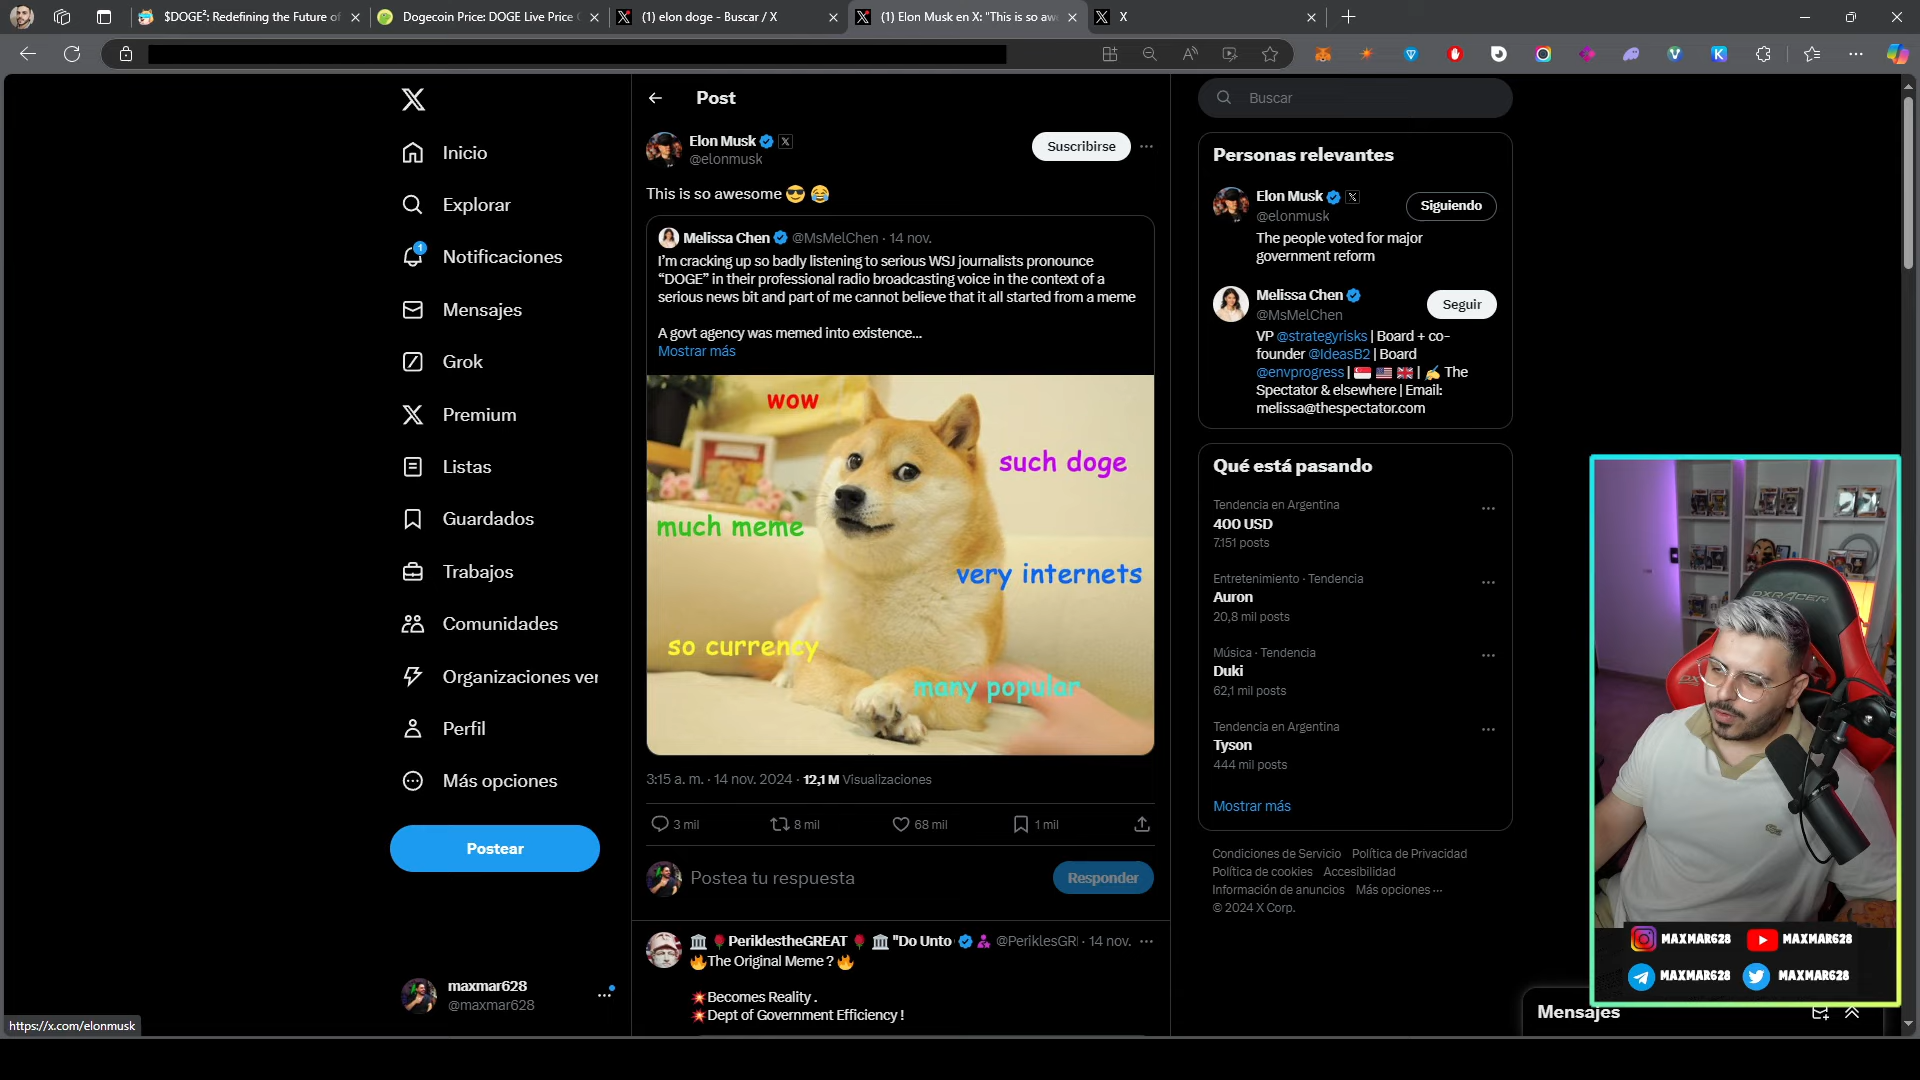 $DOGE²: Redefining the Future of
Dogecoin Price: DOGE Live Price
(1) elon doge - Buscar / X
(1) Elon Musk en X: "This is so aw
X
Post
Buscar
Inicio
Explorar
Notificaciones
1
Mensajes
Grok
Premium
Listas
Guardados
Trabajos
Comunidades
Organizaciones ver
Perfil
Más opciones
Postear
maxmar628
@maxmar628
https://x.com/elonmusk
Elon Musk
@elonmusk
Suscribirse
This is so awesome 😎 😂
Melissa Chen @MsMelChen · 14 nov.
I'm cracking up so badly listening to serious WSJ journalists pronounce
“DOGE” in their professional radio broadcasting voice in the context of a
serious news bit and part of me cannot believe that it all started from a meme
A govt agency was memed into existence...
Mostrar más
wow
such doge
much meme
very internets
so currency
many popular
3:15 a. m. · 14 nov. 2024 · 12,1 M Visualizaciones
3 mil
8 mil
68 mil
1 mil
Postea tu respuesta
Responder
🏛️ 🌹PeriklestheGREAT 🌹 🏛️ "Do Unto @PeriklesGR · 14 nov.
🔥The Original Meme ? 🔥
💥Becomes Reality .
💥Dept of Government Efficiency !
Personas relevantes
Elon Musk
@elonmusk
Siguiendo
The people voted for major
government reform
Melissa Chen
@MsMelChen
Seguir
VP @strategyrisks | Board + co-
founder @IdeasB2 | Board
@envprogress | 🇸🇬 🇺🇸 🇬🇧 | ✍️ The
Spectator & elsewhere | Email:
melissa@thespectator.com
Qué está pasando
Tendencia en Argentina
400 USD
7.151 posts
Entretenimiento · Tendencia
Auron
20,8 mil posts
Música · Tendencia
Duki
62,1 mil posts
Tendencia en Argentina
Tyson
444 mil posts
Mostrar más
Condiciones de Servicio Política de Privacidad
Política de cookies Accesibilidad
Información de anuncios Más opciones ···
© 2024 X Corp.
DXRACER
MAXMAR628 MAXMAR628
MAXMAR628 MAXMAR628
Mensajes